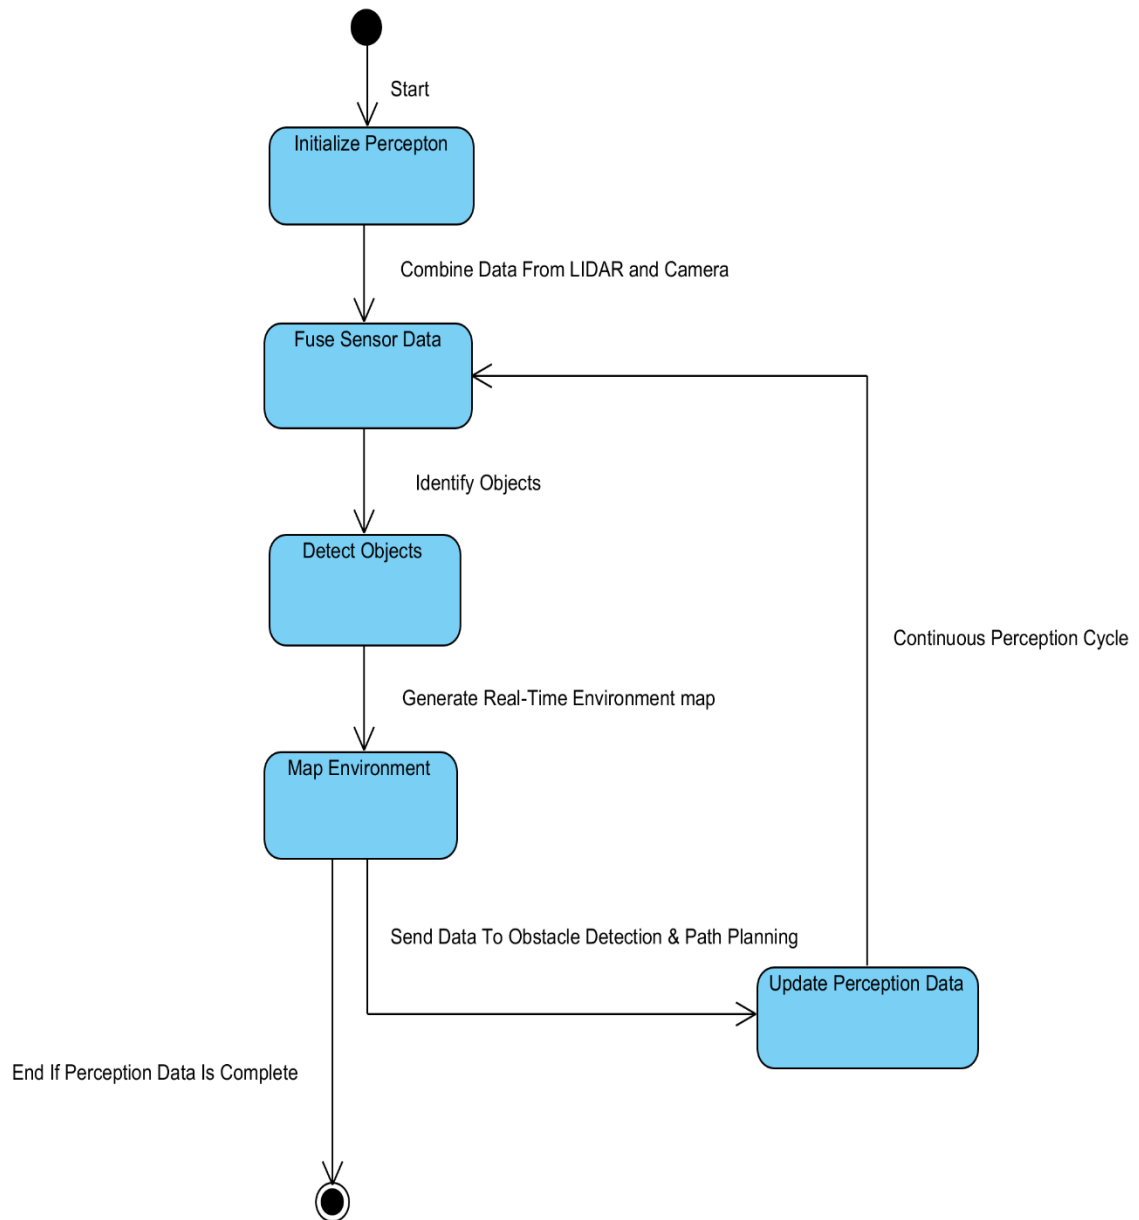 Start
Initialize Percepton
Combine Data From LIDAR and Camera
Fuse Sensor Data
Identify Objects
Detect Objects
Continuous Perception Cycle
Generate Real-Time Environment map
Map Environment
Send Data To Obstacle Detection & Path Planning
Update Perception Data
End If Perception Data Is Complete